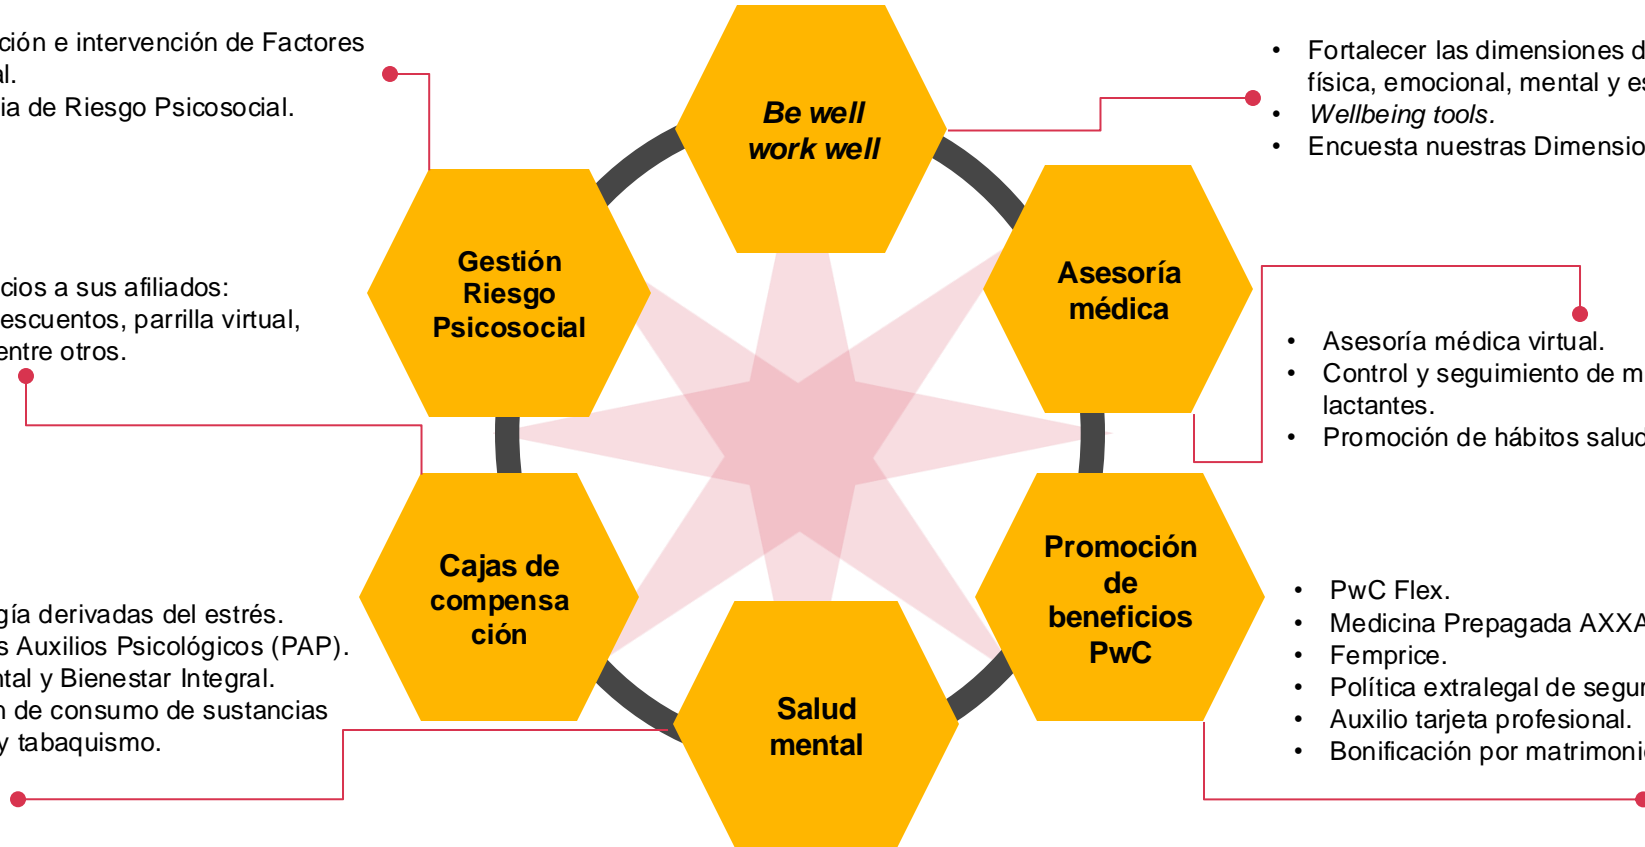 ción e intervención de Factores
al.
ia de Riesgo Psicosocial.
Be well
work well
• Fortalecer las dimensiones d
física, emocional, mental y es
• Wellbeing tools.
• Encuesta nuestras Dimensio
Gestión
Riesgo
Psicosocial
Asesoría
médica
cios a sus afiliados:
escuentos, parrilla virtual,
entre otros.
• Asesoría médica virtual.
• Control y seguimiento de m
lactantes.
• Promoción de hábitos salud
Cajas de
compensa
ción
Promoción
de
beneficios
PwC
gía derivadas del estrés.
s Auxilios Psicológicos (PAP).
ntal y Bienestar Integral.
n de consumo de sustancias
y tabaquismo.
Salud
mental
• PwC Flex.
• Medicina Prepagada AXXA
• Femprice.
• Política extralegal de segur
• Auxilio tarjeta profesional.
• Bonificación por matrimonio